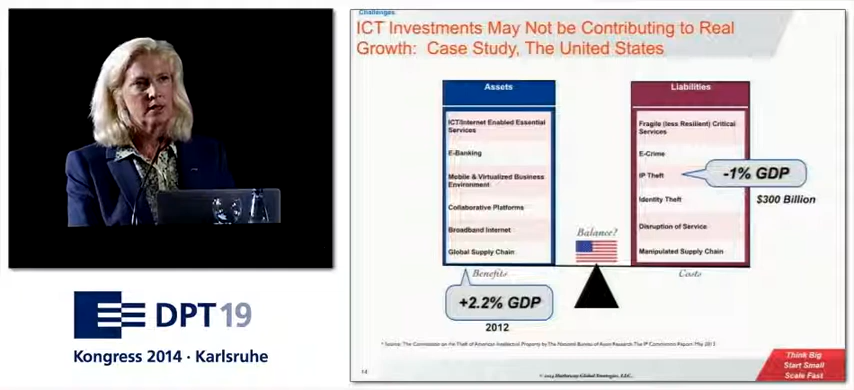 DPT 19
Kongress 2014 · Karlsruhe
Challenges
ICT Investments May Not be Contributing to Real
Growth: Case Study, The United States
Assets
ICT/Internet Enabled Essential
Services
E-Banking
Mobile & Virtualized Business
Environment
Collaborative Platforms
Broadband Internet
Global Supply Chain
Benefits
+2.2% GDP
2012
Balance?
Liabilities
Fragile (less Resilient) Critical
Services
E-Crime
IP Theft
Identity Theft
Disruption of Service
Manipulated Supply Chain
Costs
-1% GDP
$300 Billion
* Source: The Commission on the Theft of American Intellectual Property by The National Bureau of Asian Research. The IP Commission Report. May 2013
14
© 2014 Hathaway Global Strategies, LLC.
Think Big
Start Small
Scale Fast